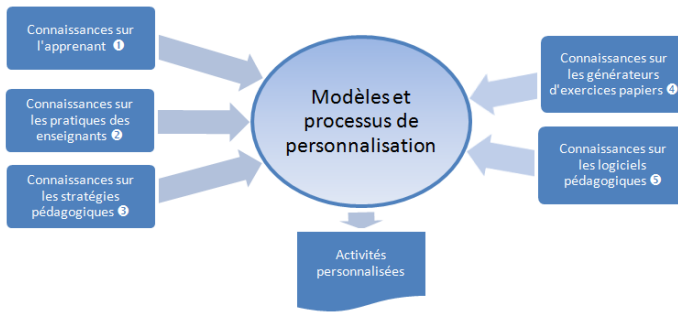 Connaissances sur
l'apprenant ❶
Connaissances sur
les pratiques des
enseignants ❷
Connaissances sur
les stratégies
pédagogiques ❸
Modèles et
processus de
personnalisation
Connaissances sur
les générateurs
d'exercices papiers ❹
Connaissances sur
les logiciels
pédagogiques ❺
Activités
personnalisées